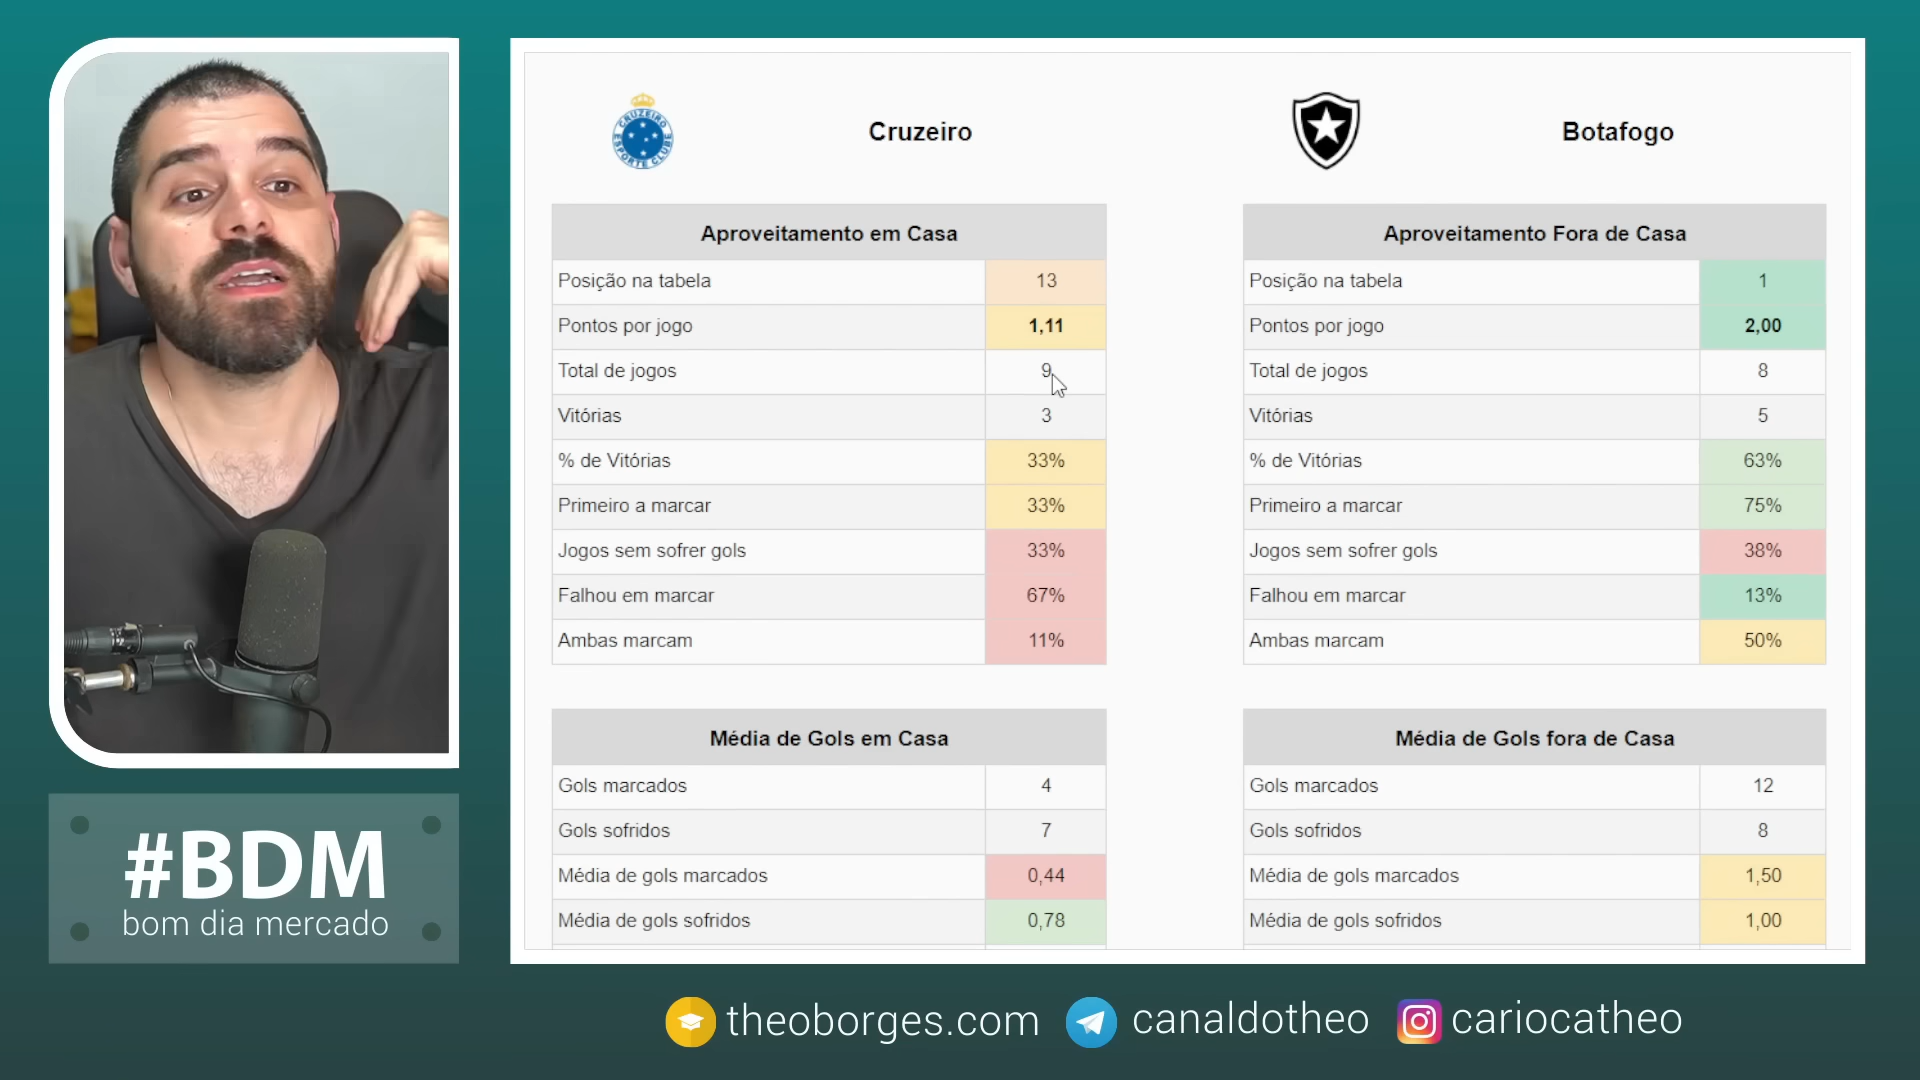 CRUZEIRO
ESPORTE CLUBE
Cruzeiro
Botafogo
Aproveitamento em Casa
Posição na tabela 13
Pontos por jogo 1,11
Total de jogos 9
Vitórias 3
% de Vitórias 33%
Primeiro a marcar 33%
Jogos sem sofrer gols 33%
Falhou em marcar 67%
Ambas marcam 11%
Aproveitamento Fora de Casa
Posição na tabela 1
Pontos por jogo 2,00
Total de jogos 8
Vitórias 5
% de Vitórias 63%
Primeiro a marcar 75%
Jogos sem sofrer gols 38%
Falhou em marcar 13%
Ambas marcam 50%
Média de Gols em Casa
Gols marcados 4
Gols sofridos 7
Média de gols marcados 0,44
Média de gols sofridos 0,78
Média de Gols fora de Casa
Gols marcados 12
Gols sofridos 8
Média de gols marcados 1,50
Média de gols sofridos 1,00
#BDM
bom dia mercado
theoborges.com
canaldotheo
cariocatheo